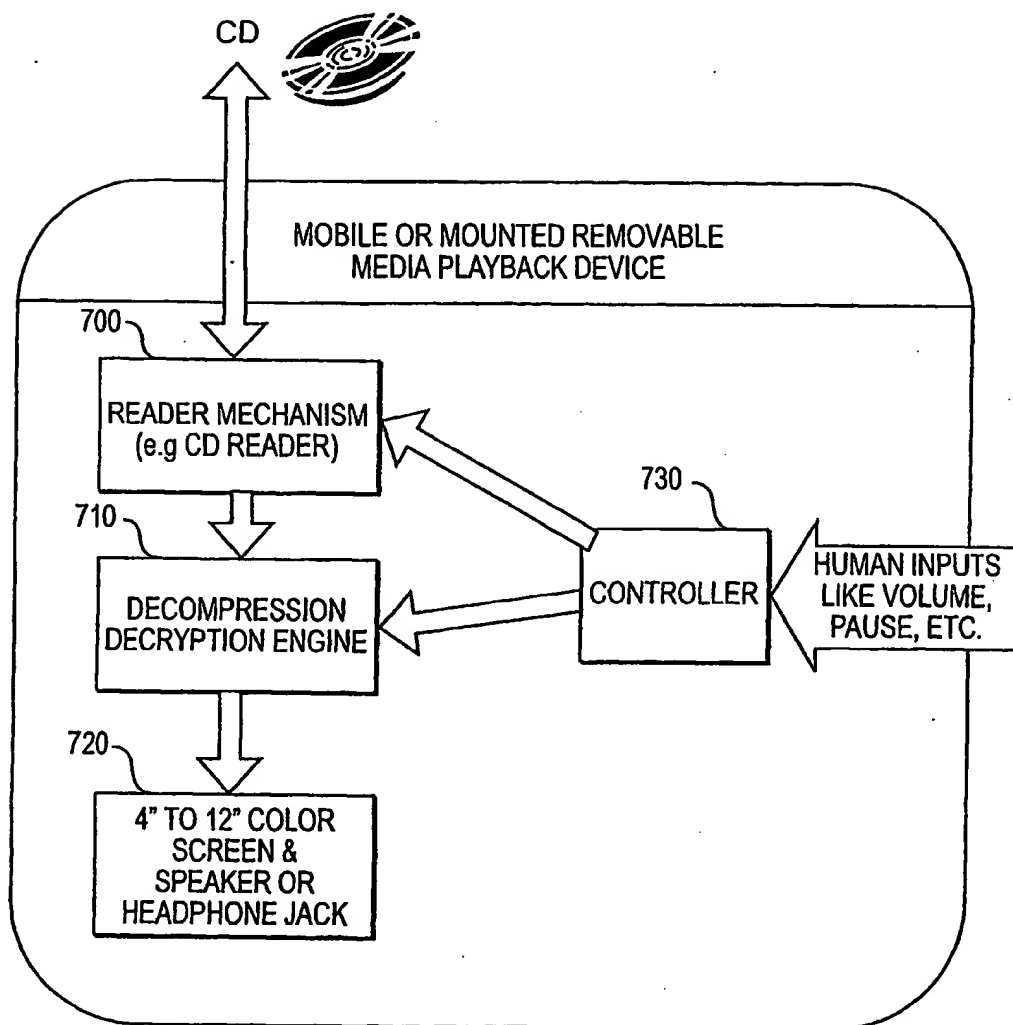 CD
MOBILE OR MOUNTED REMOVABLE
MEDIA PLAYBACK DEVICE
700
READER MECHANISM
(e.g CD READER)
730
710
CONTROLLER
HUMAN INPUTS
LIKE VOLUME,
PAUSE, ETC.
DECOMPRESSION
DECRYPTION ENGINE
720
4" TO 12" COLOR
SCREEN &
SPEAKER OR
HEADPHONE JACK